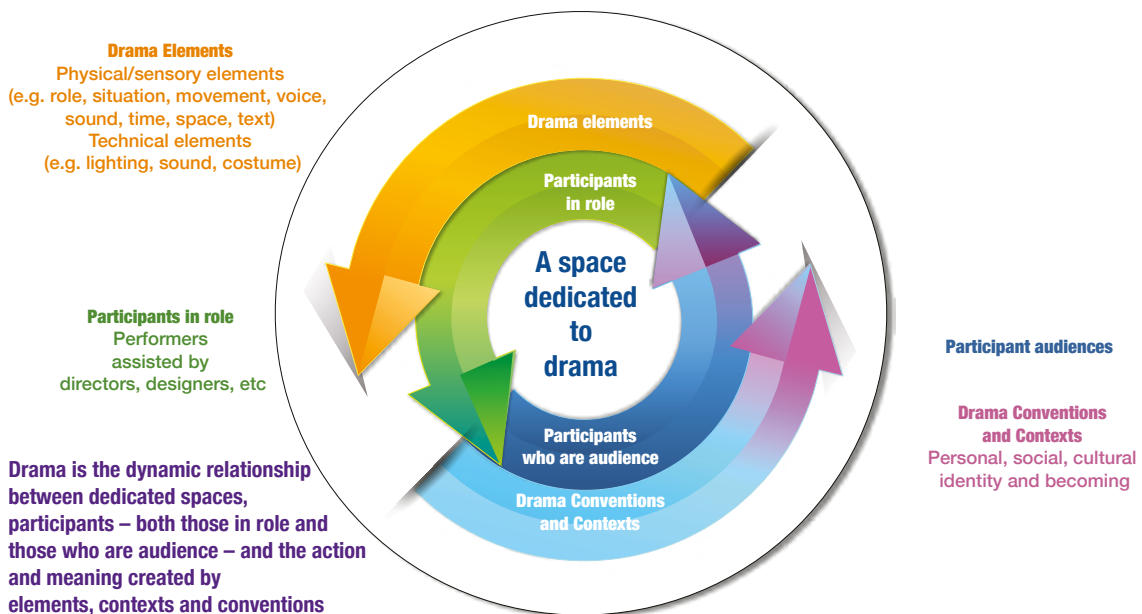 Drama Elements
Physical/sensory elements
(e.g. role, situation, movement, voice,
sound, time, space, text)
Technical elements
(e.g. lighting, sound, costume)
Participants in role
Performers
assisted by
directors, designers, etc
Drama is the dynamic relationship
between dedicated spaces,
participants – both those in role and
those who are audience – and the action
and meaning created by
elements, contexts and conventions
Drama elements
Participants
in role
A space
dedicated
to
drama
Participants
who are audience
Drama Conventions
and Contexts
Participant audiences
Drama Conventions
and Contexts
Personal, social, cultural
identity and becoming